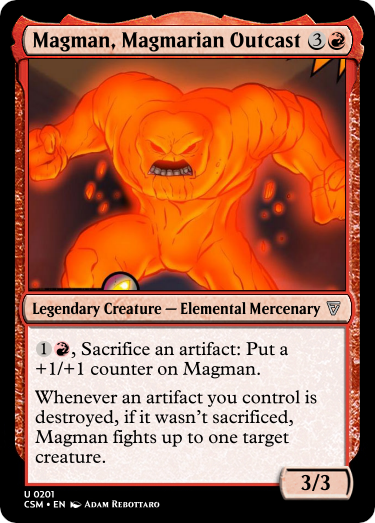 Magman, Magmarian Outcast 3
Legendary Creature — Elemental Mercenary
1, Sacrifice an artifact: Put a
+1/+1 counter on Magman.
Whenever an artifact you control is
destroyed, if it wasn't sacrificed,
Magman fights up to one target
creature.
3/3
U 0201
CSM • EN Adam Rebottaro